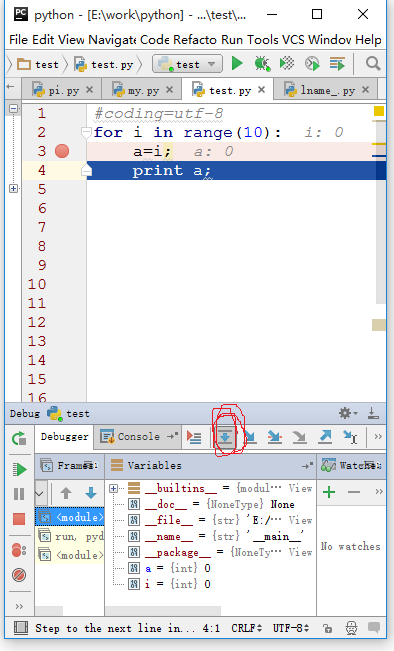 python - [E:\work\python] - ...\test\...
File Edit View Navigate Code Refacto Run Tools VCS Window Help
test test.py test
pi.py my.py test.py lname_.py
1 #coding=utf-8
2 for i in range(10): i: 0
3 a=i; a: 0
4 print a;
5
6
7
8
9
10
11
12
13
14
15
16
Debug test
Debugger Console
Frames Variables Watches
__builtins__ = {modul... View
__doc__ = {NoneType} None
__file__ = {str} 'E:/... View
__name__ = {str} '__main__'
__package__ = {NoneTy... View
a = {int} 0
i = {int} 0
<module>
run, pyd
<module>
No watches
Step to the next line in... 4:1 CRLF UTF-8